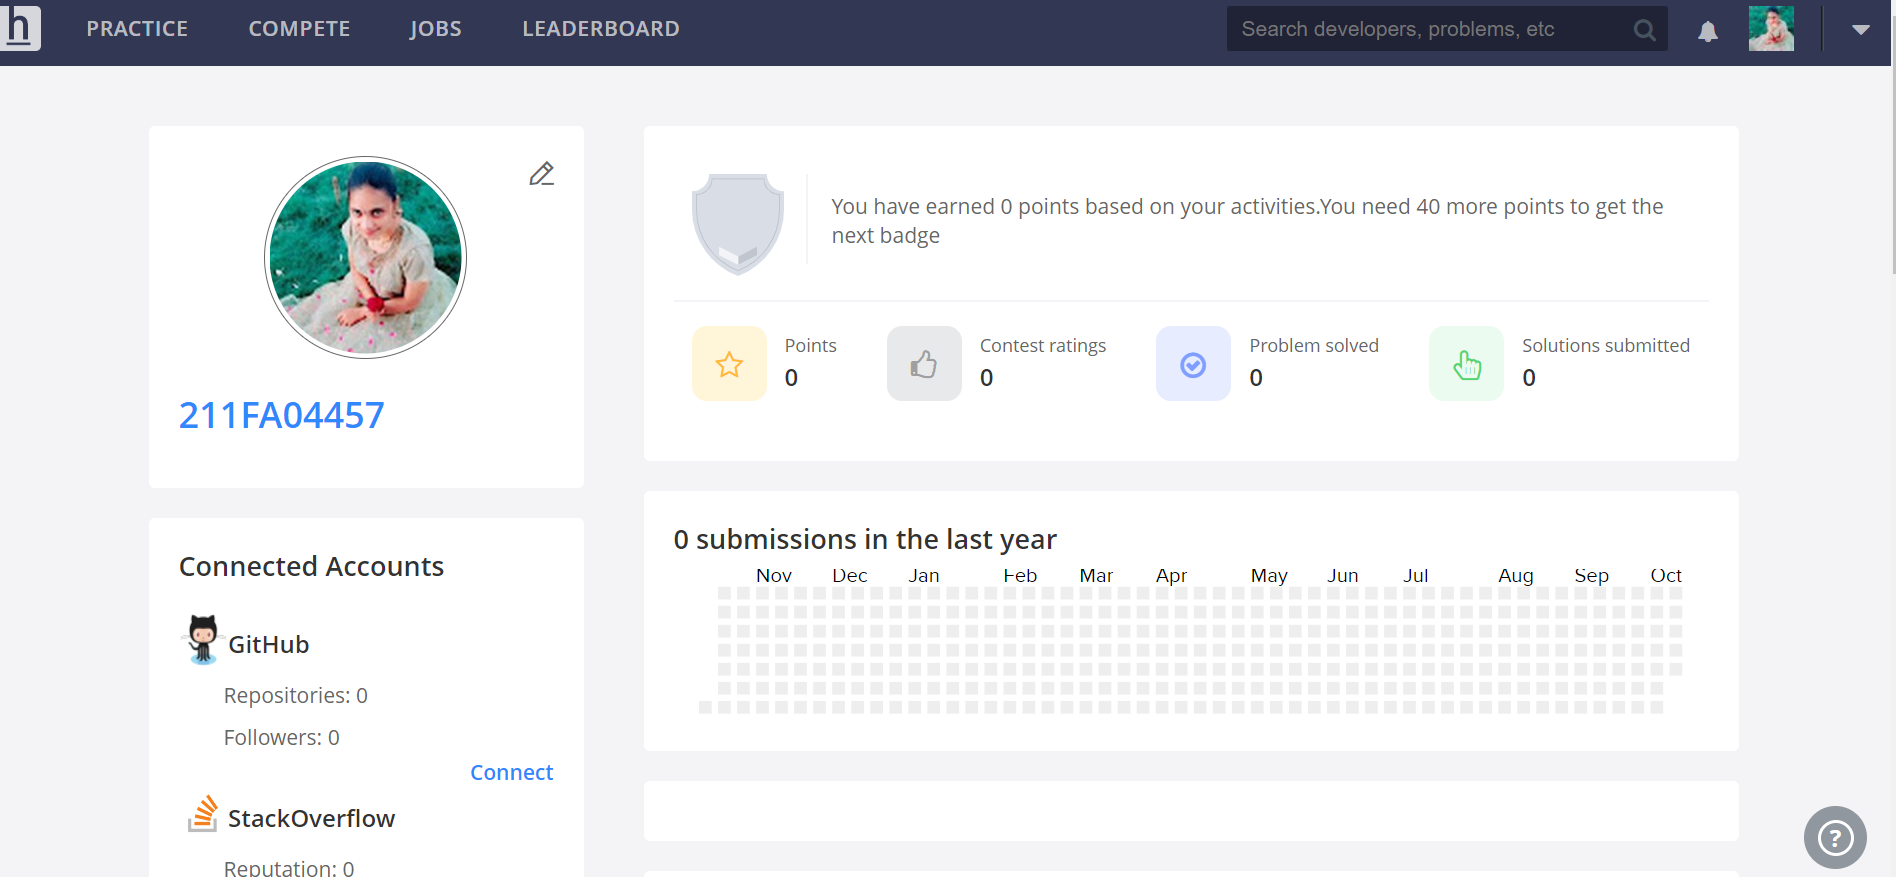 h PRACTICE COMPETE JOBS LEADERBOARD Search developers, problems, etc
You have earned 0 points based on your activities.You need 40 more points to get the
next badge
Points
0
Contest ratings
0
Problem solved
0
Solutions submitted
0
211FA04457
0 submissions in the last year
Nov Dec Jan Feb Mar Apr May Jun Jul Aug Sep Oct
Connected Accounts
GitHub
Repositories: 0
Followers: 0
Connect
StackOverflow
Reputation: 0
?